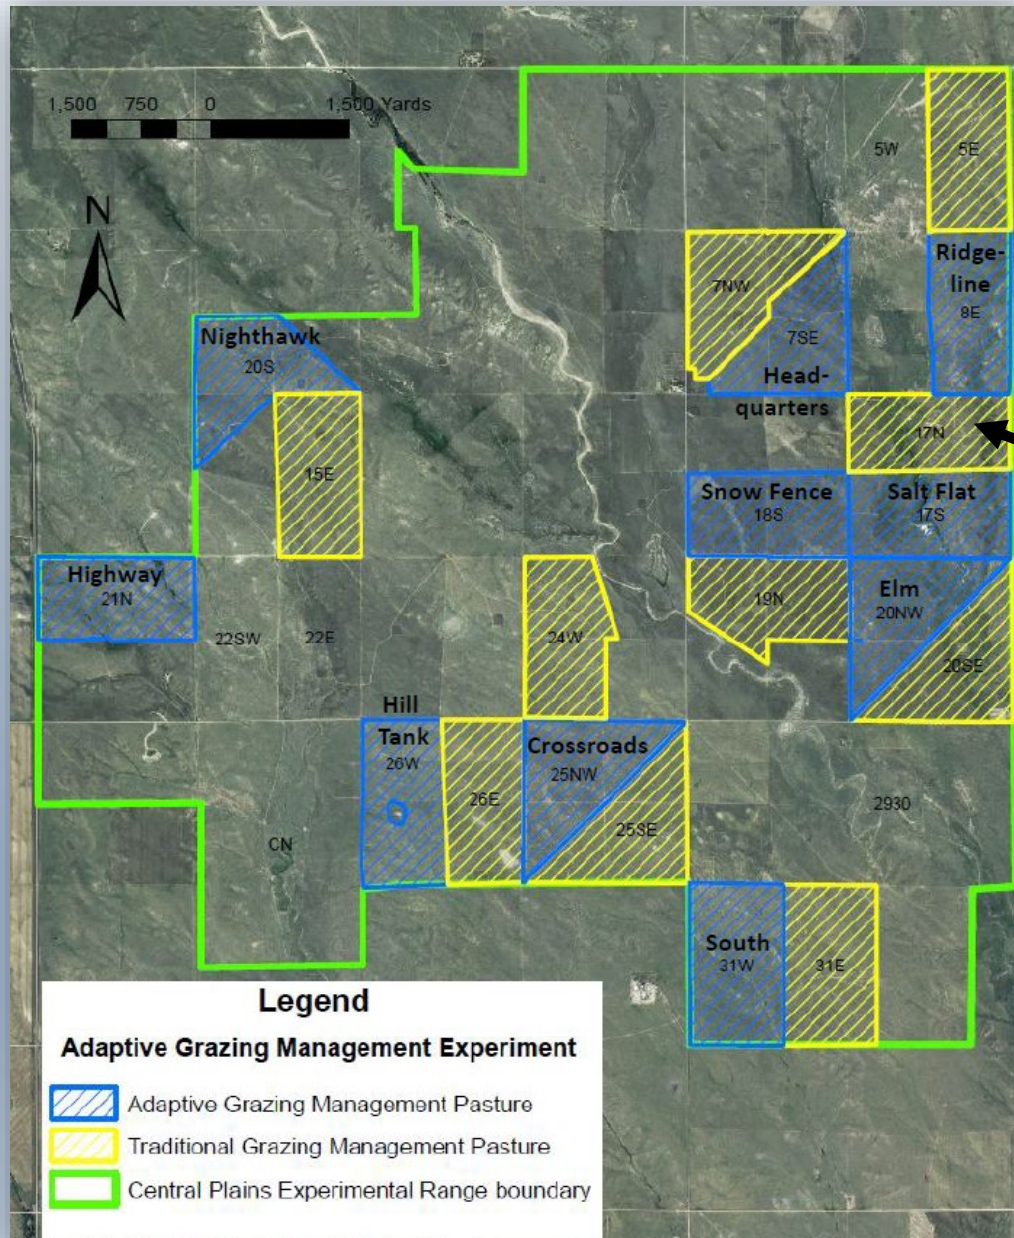 1,500 750 0 1,500 Yards
N
5W
5E
Ridge-
line
8E
7NW
7SE
Head-
quarters
Nighthawk
20S
15E
17N
Snow Fence
18S
Salt Flat
17S
Highway
21N
22SW
22E
24W
19N
Elm
20NW
20SE
Hill
Tank
26W
26E
Crossroads
25NW
25SE
2930
CN
South
31W
31E
Legend
Adaptive Grazing Management Experiment
Adaptive Grazing Management Pasture
Traditional Grazing Management Pasture
Central Plains Experimental Range boundary